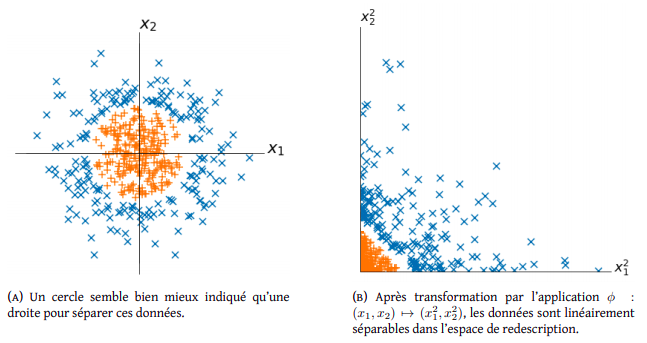 x₂
x₁
(A) Un cercle semble bien mieux indiqué qu'une
droite pour séparer ces données.
x₂²
x₁²
(B) Après transformation par l'application ϕ :
(x₁, x₂) ↦ (x₁², x₂²), les données sont linéairement
séparables dans l'espace de redescription.